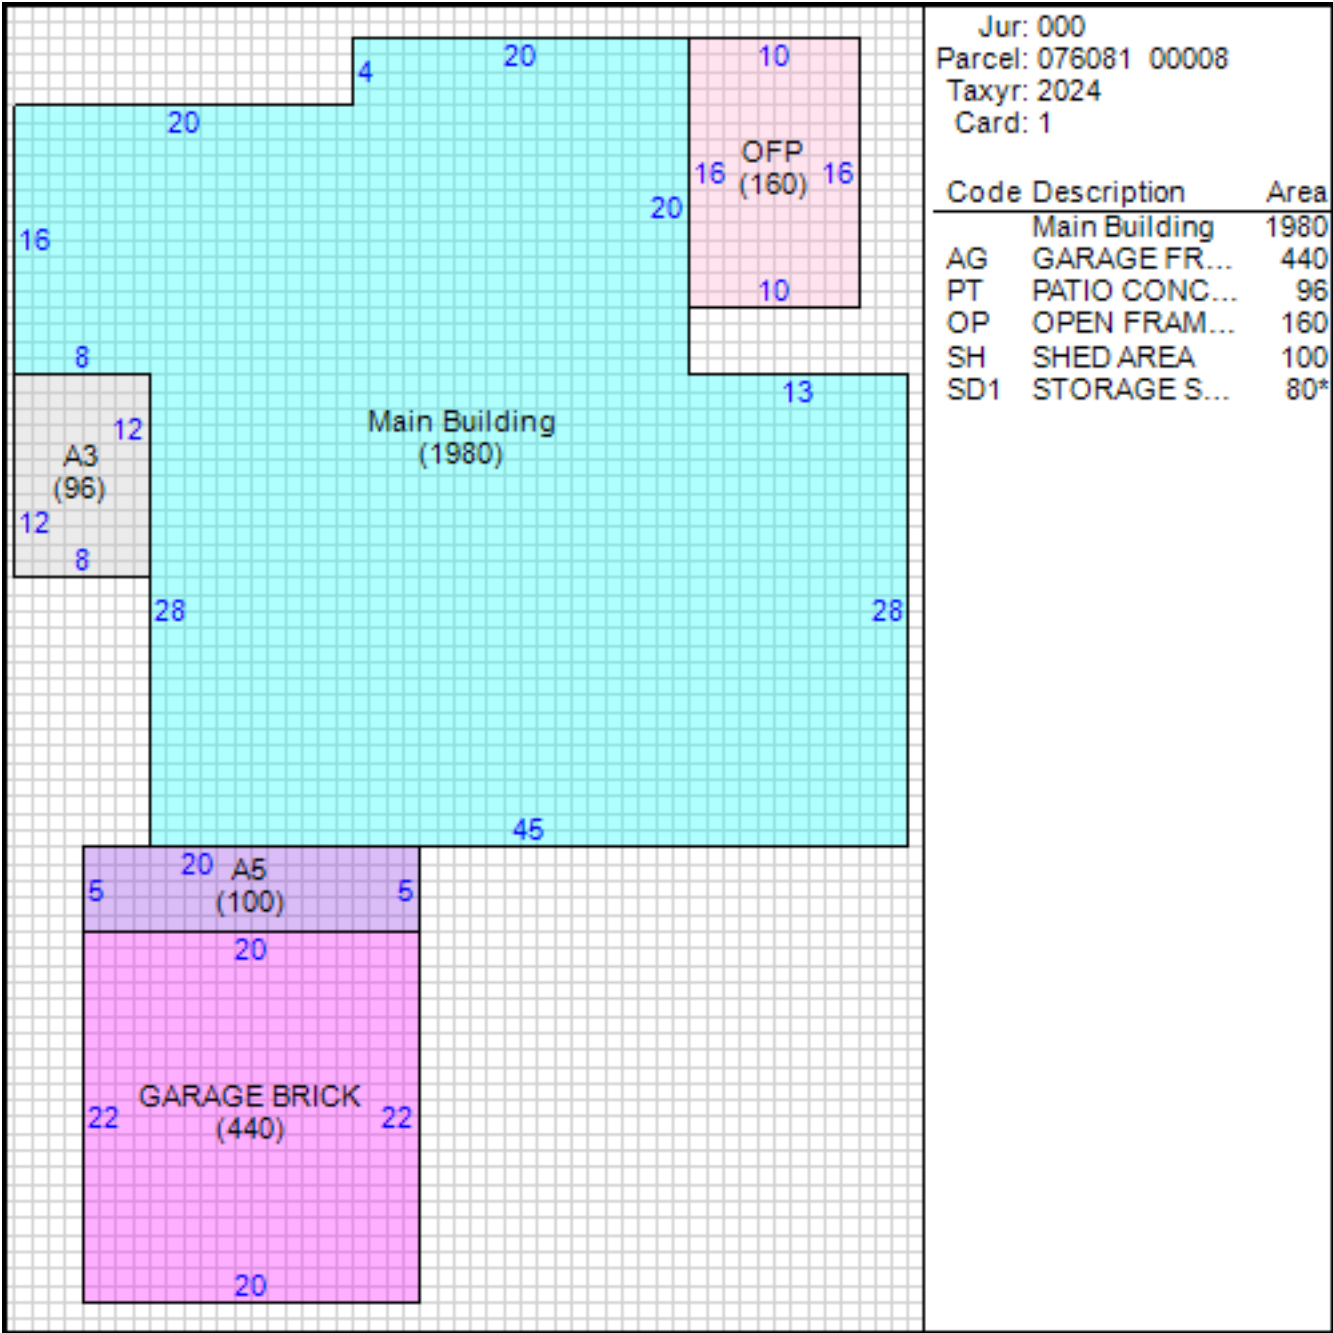 20
10
4
20
OFP
(160)
16
16
20
16
10
8
13
12
A3
(96)
12
8
Main Building
(1980)
28
28
45
20
A5
(100)
5
5
20
GARAGE BRICK
(440)
22
22
20
Jur: 000
Parcel: 076081 00008
Taxyr: 2024
Card: 1
Code Description Area
Main Building 1980
AG GARAGE FR... 440
PT PATIO CONC... 96
OP OPEN FRAM... 160
SH SHED AREA 100
SD1 STORAGE S... 80*